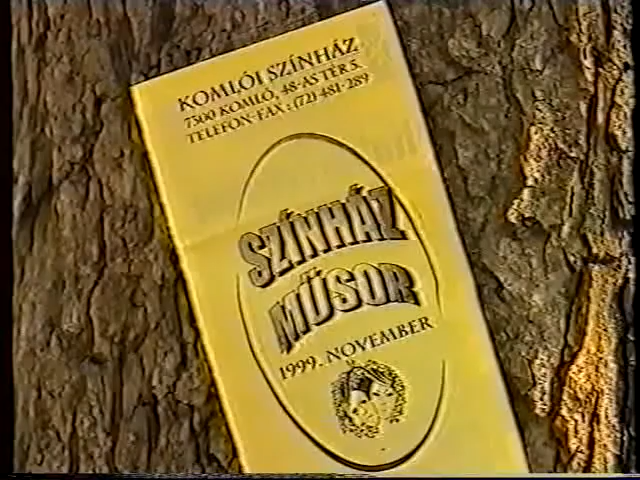 KOMLÓI SZÍNHÁZ
7300 KOMLÓ, 48-AS TÉR 5.
TELEFON-FAX: (72) 481-289
SZÍNHÁZ
MŰSOR
1999. NOVEMBER